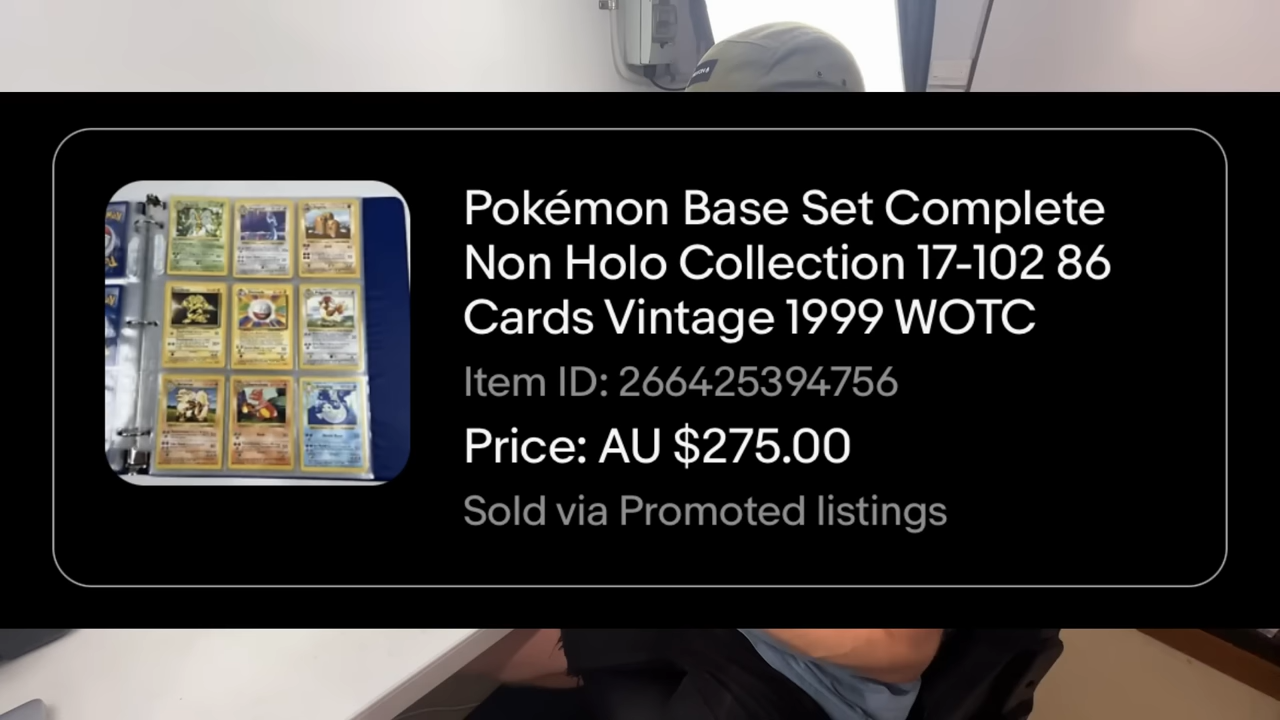 Pokémon Base Set Complete
Non Holo Collection 17-102 86
Cards Vintage 1999 WOTC
Item ID: 266425394756
Price: AU $275.00
Sold via Promoted listings